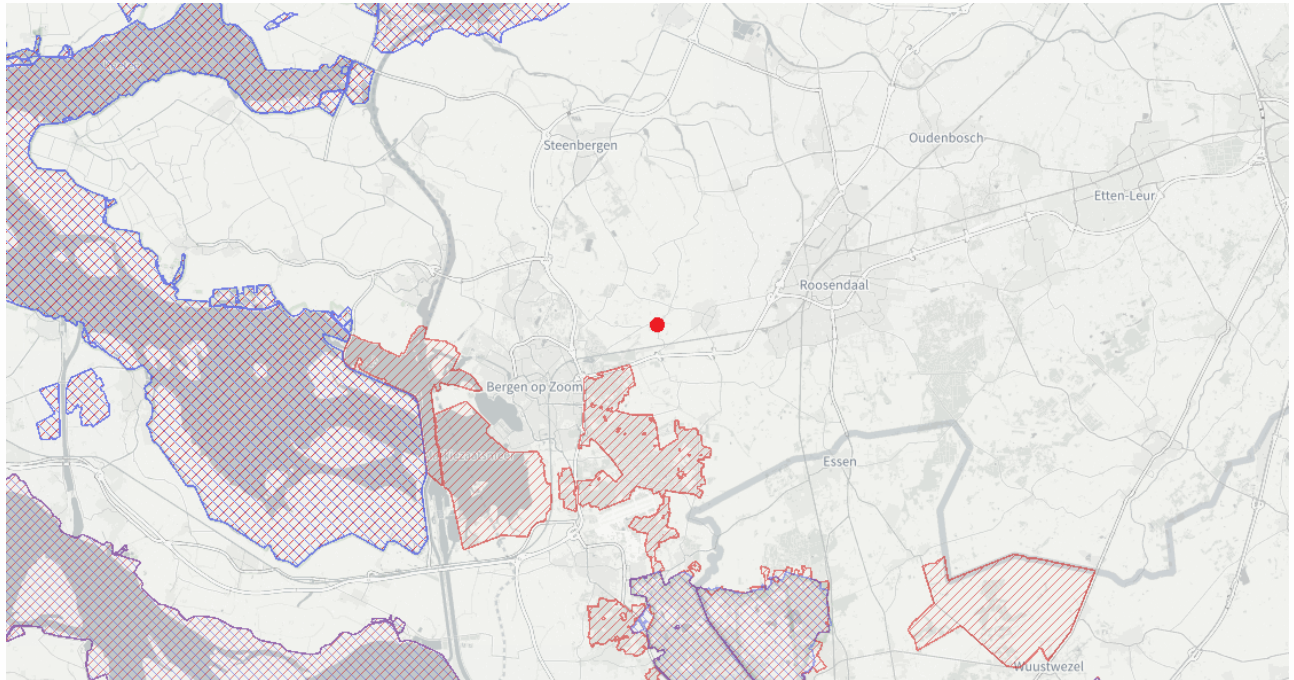 Steenbergen
Oudenbosch
Etten-Leur
Roosendaal
Bergen op Zoom
Essen
Wuustwezel